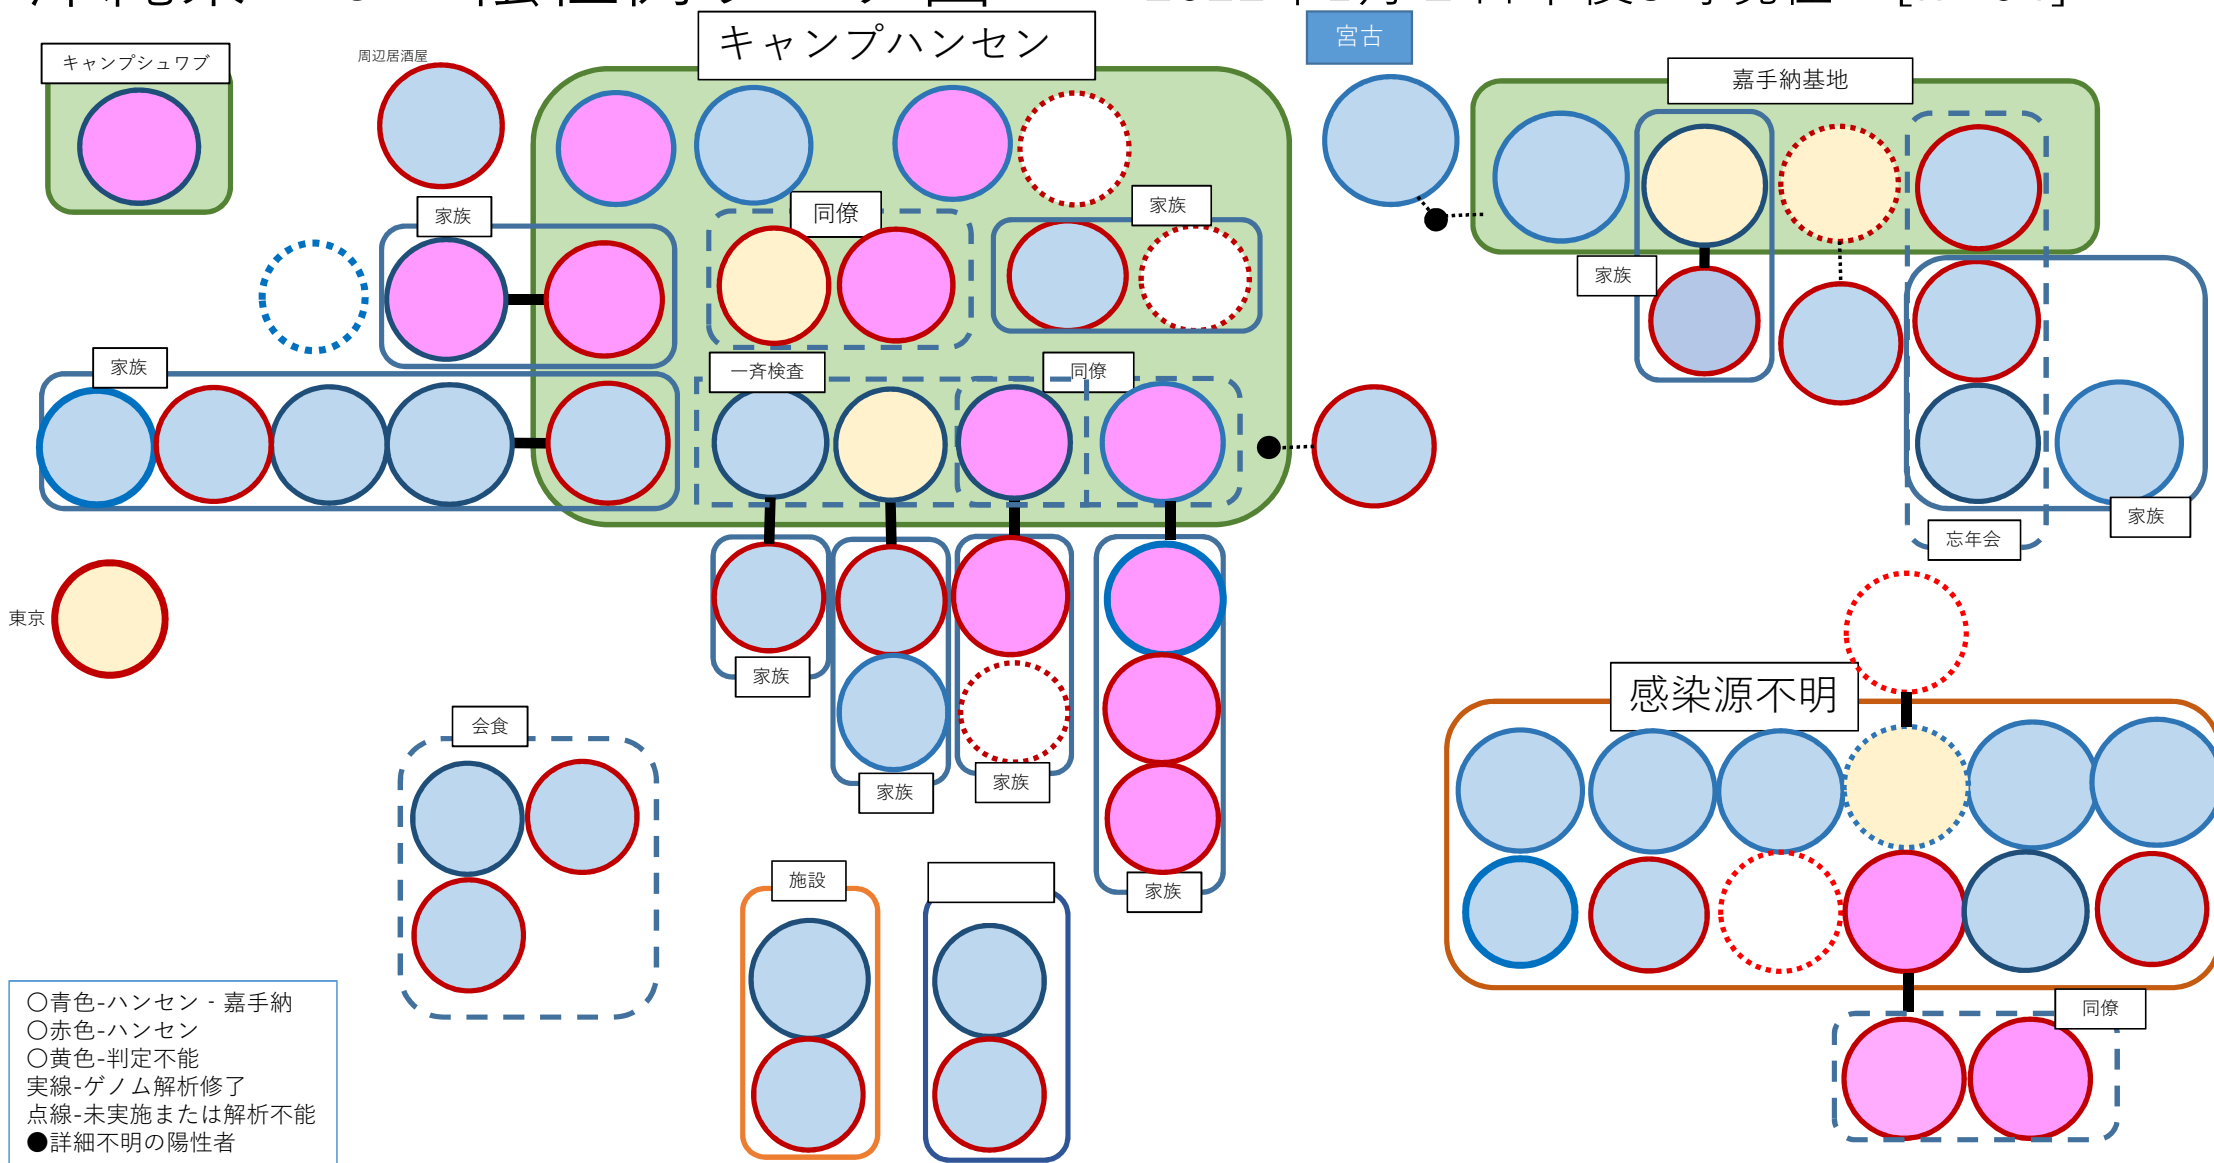 キャンプシュワブ
周辺居酒屋
キャンプハンセン
宮古
嘉手納基地
家族
同僚
家族
家族
家族
一斉検査
同僚
家族
忘年会
東京
家族
家族
家族
家族
会食
施設
感染源不明
同僚
〇青色-ハンセン - 嘉手納
〇赤色-ハンセン
〇黄色-判定不能
実線-ゲノム解析修了
点線-未実施または解析不能
●詳細不明の陽性者